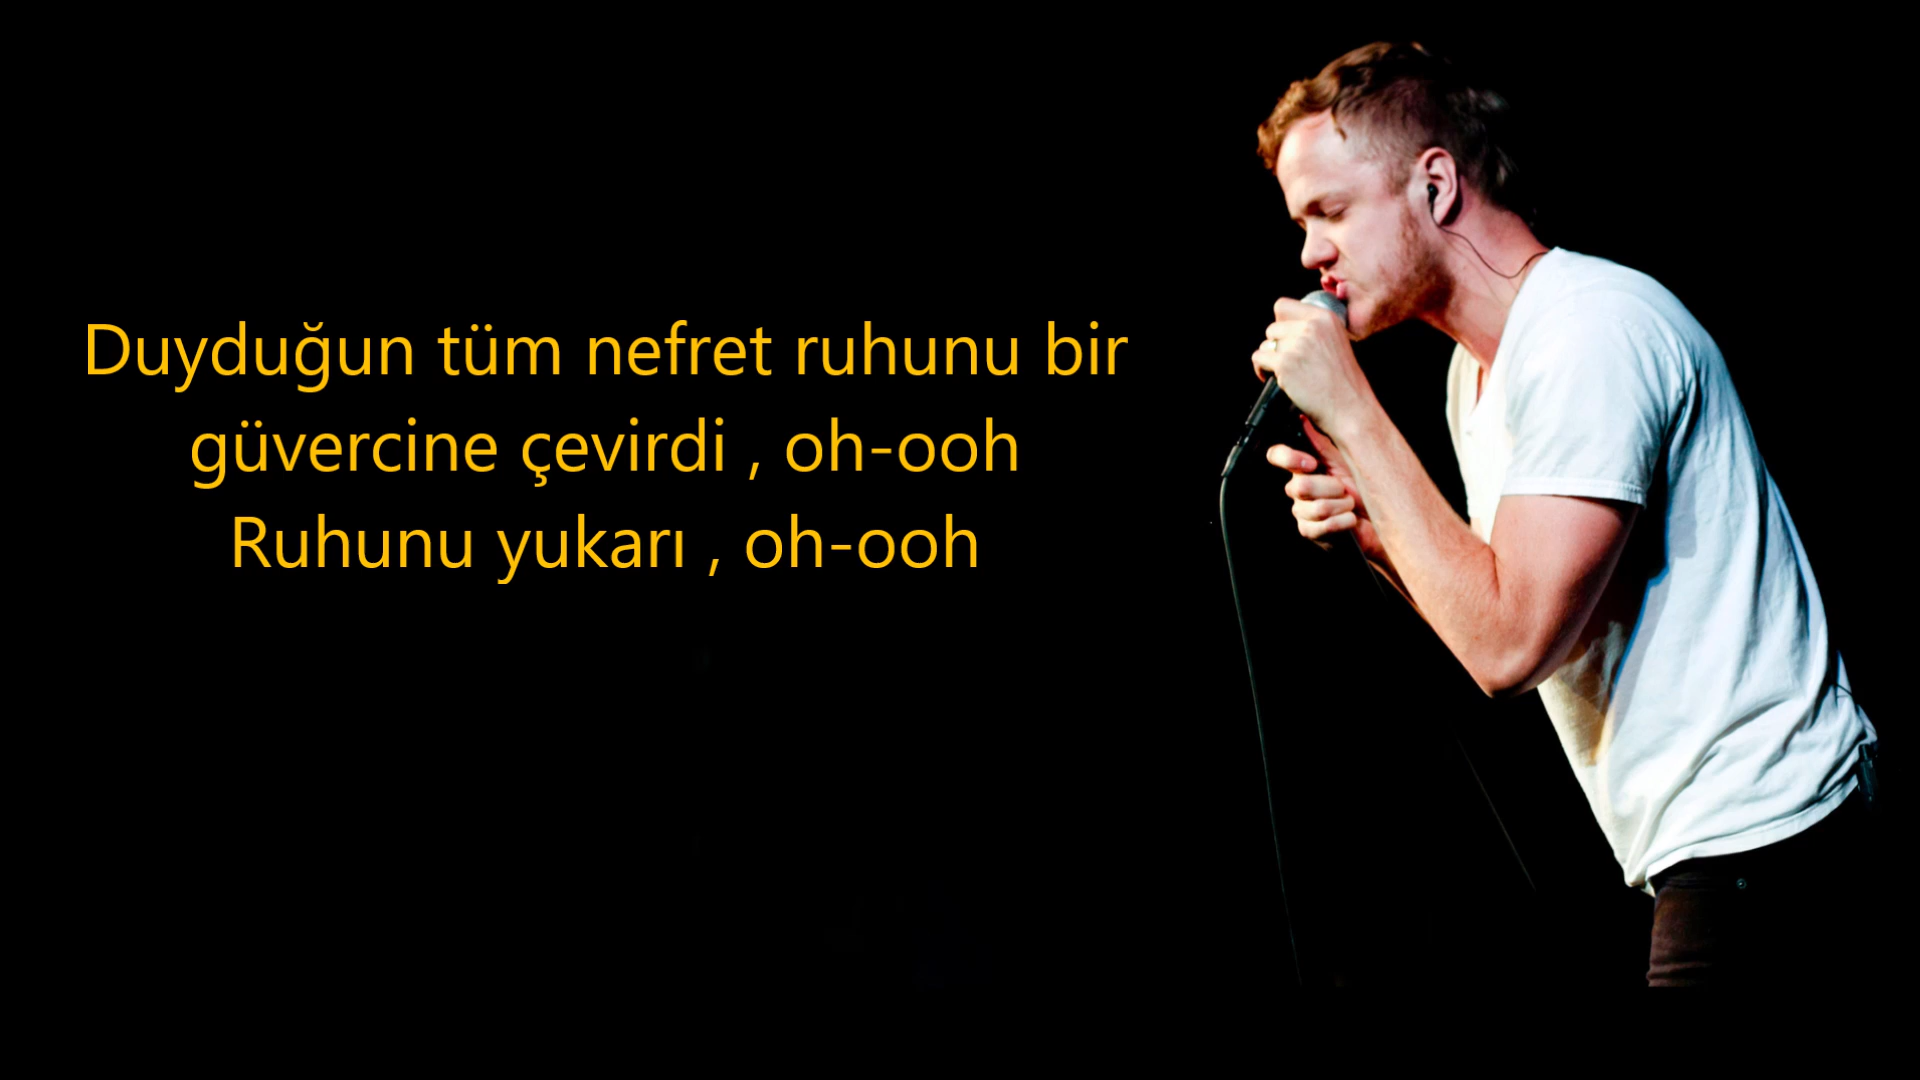 Duyduğun tüm nefret ruhunu bir
güvercine çevirdi , oh-ooh
Ruhunu yukarı , oh-ooh